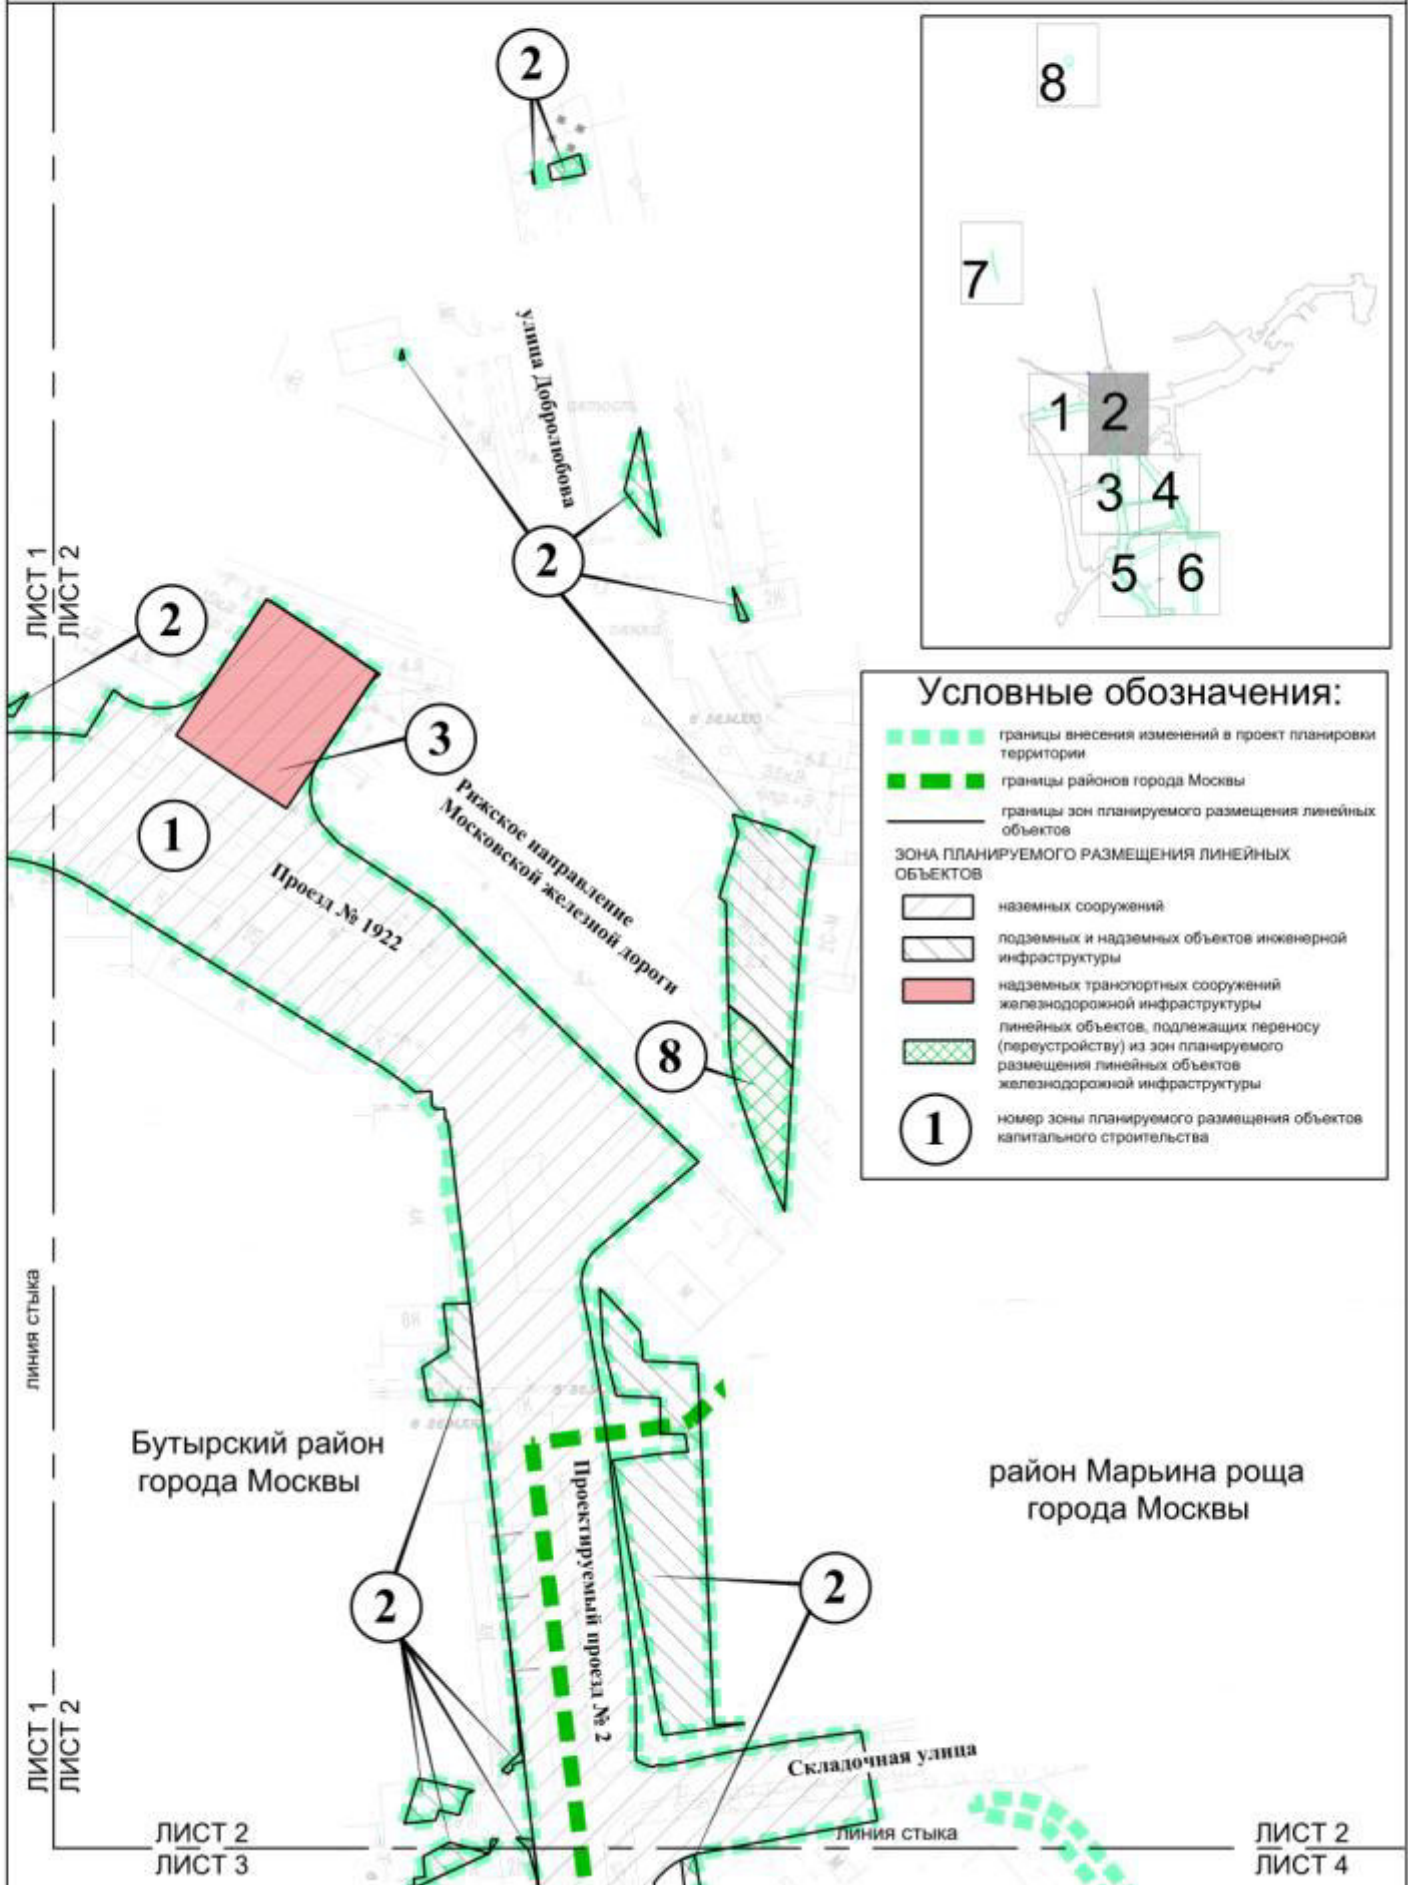 2
8
7
1
2
3
4
5
6
улица Добролюбова
2
ЛИСТ 1
ЛИСТ 2
2
3
1
Рижское направление
Московской железной дороги
Проезд № 1922
8
Условные обозначения:
границы внесения изменений в проект планировки
территории
границы районов города Москвы
границы зон планируемого размещения линейных
объектов
ЗОНА ПЛАНИРУЕМОГО РАЗМЕЩЕНИЯ ЛИНЕЙНЫХ
ОБЪЕКТОВ
наземных сооружений
подземных и надземных объектов инженерной
инфраструктуры
надземных транспортных сооружений
железнодорожной инфраструктуры
линейных объектов, подлежащих переносу
(переустройству) из зон планируемого
размещения линейных объектов
железнодорожной инфраструктуры
1
номер зоны планируемого размещения объектов
капитального строительства
линия стыка
Бутырский район
города Москвы
район Марьина роща
города Москвы
Проектируемый проезд № 2
2
2
ЛИСТ 1
ЛИСТ 2
Складочная улица
линия стыка
ЛИСТ 2
ЛИСТ 3
ЛИСТ 2
ЛИСТ 4